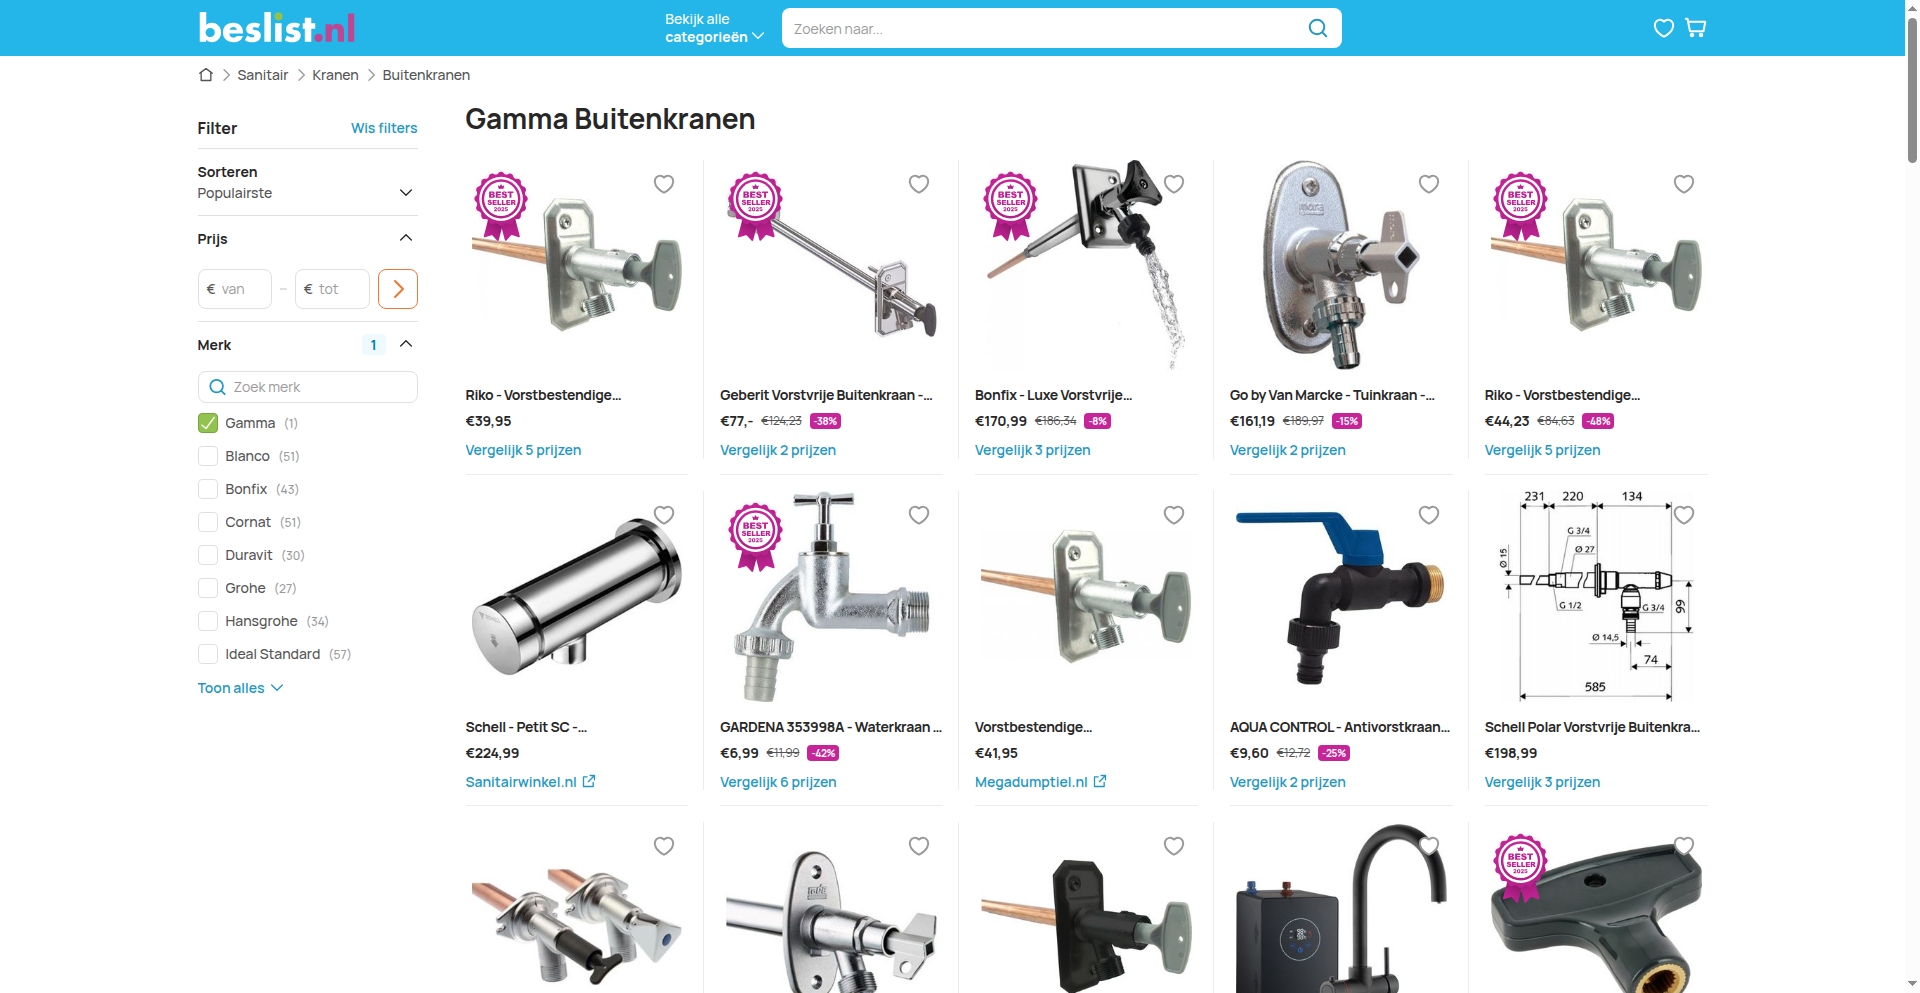 beslist.nl
Bekijk alle
categorieën
Zoeken naar...
Sanitair
Kranen
Buitenkranen
Filter
Wis filters
Sorteren
Populairste
Prijs
€ van
–
€ tot
Merk
1
Zoek merk
Gamma (1)
Blanco (51)
Bonfix (43)
Cornat (51)
Duravit (30)
Grohe (27)
Hansgrohe (34)
Ideal Standard (57)
Toon alles
Gamma Buitenkranen
BEST
SELLER
2025
Riko - Vorstbestendige...
€39,95
Vergelijk 5 prijzen
BEST
SELLER
2025
Geberit Vorstvrije Buitenkraan -...
€77,- €124,23 -38%
Vergelijk 2 prijzen
BEST
SELLER
2025
Bonfix - Luxe Vorstvrije...
€170,99 €186,34 -8%
Vergelijk 3 prijzen
Go by Van Marcke - Tuinkraan -...
€161,19 €189,97 -15%
Vergelijk 2 prijzen
BEST
SELLER
2025
Riko - Vorstbestendige...
€44,23 €84,63 -48%
Vergelijk 5 prijzen
Schell - Petit SC -...
€224,99
Sanitairwinkel.nl
BEST
SELLER
2025
GARDENA 353998A - Waterkraan ...
€6,99 €11,99 -42%
Vergelijk 6 prijzen
Vorstbestendige...
€41,95
Megadumptiel.nl
AQUA CONTROL - Antivorstkraan...
€9,60 €12,72 -25%
Vergelijk 2 prijzen
231 220 134
G 3/4
Ø 27
Ø 15
G 1/2
G 3/4
99
Ø 14,5
74
585
Schell Polar Vorstvrije Buitenkra...
€198,99
Vergelijk 3 prijzen
BEST
SELLER
2025